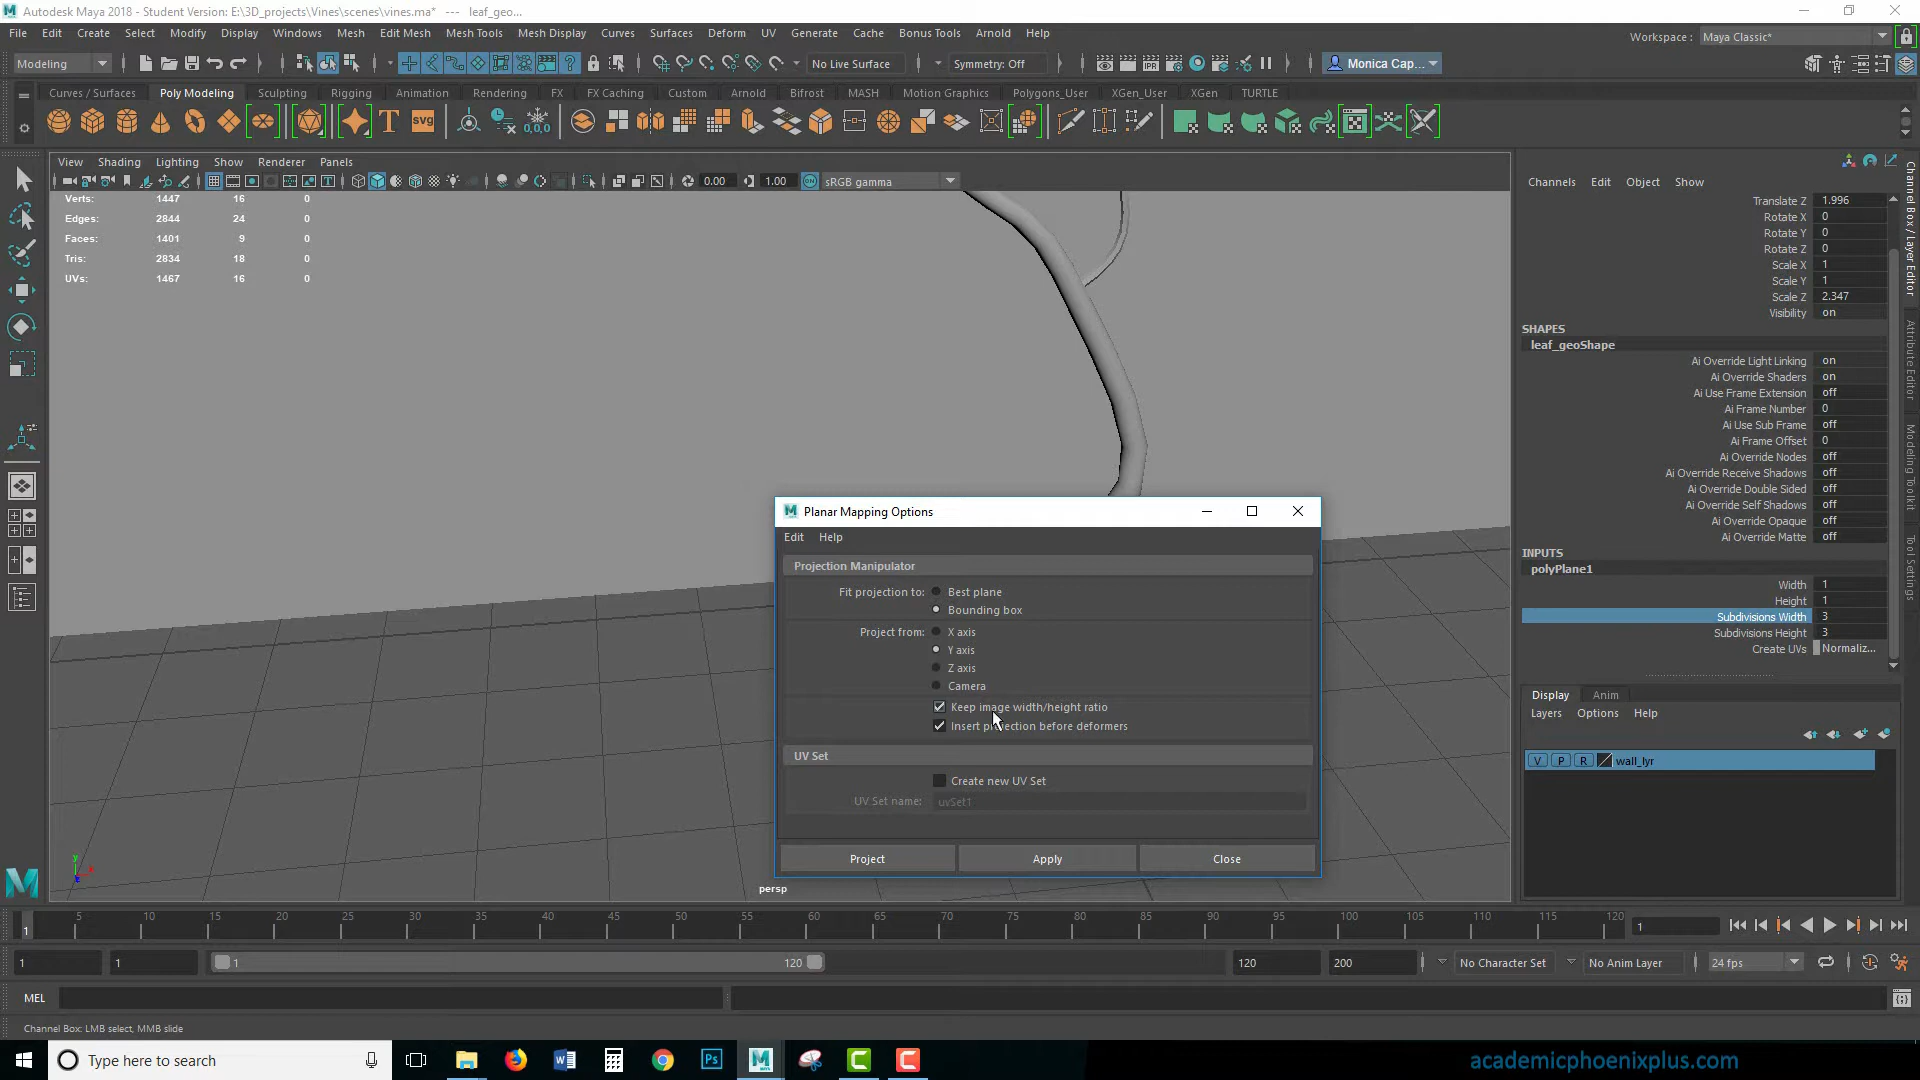 Autodesk Maya 2018 - Student Version: E:\3D_projects\Vines\scenes\vines.ma* --- leaf_geo...
File Edit Create Select Modify Display Windows Mesh Edit Mesh Mesh Tools Mesh Display Curves Surfaces Deform UV Generate Cache Bonus Tools Arnold Help
Workspace : Maya Classic*
Modeling No Live Surface Symmetry: Off Monica Cap...
Curves / Surfaces Poly Modeling Sculpting Rigging Animation Rendering FX FX Caching Custom Arnold Bifrost MASH Motion Graphics Polygons_User XGen_User XGen TURTLE
T svg 0,0,0
View Shading Lighting Show Renderer Panels
0.00 1.00 sRGB gamma
Verts: 1447 16 0
Edges: 2844 24 0
Faces: 1401 9 0
Tris: 2834 18 0
UVs: 1467 16 0
Channels Edit Object Show
Translate Z 1.996
Rotate X 0
Rotate Y 0
Rotate Z 0
Scale X 1
Scale Y 1
Scale Z 2.347
Visibility on
SHAPES
leaf_geoShape
Ai Override Light Linking on
Ai Override Shaders on
Ai Use Frame Extension off
Ai Frame Number 0
Ai Use Sub Frame off
Ai Frame Offset 0
Ai Override Nodes off
Ai Override Receive Shadows off
Ai Override Double Sided off
Ai Override Self Shadows off
Ai Override Opaque off
Ai Override Matte off
INPUTS
polyPlane1
Width 1
Height 1
Subdivisions Width 3
Subdivisions Height 3
Create UVs Normaliz...
Channel Box / Layer Editor
Attribute Editor
Modeling Toolkit
Tool Settings
Display Anim
Layers Options Help
V P R wall_lyr
Planar Mapping Options
Edit Help
Projection Manipulator
Fit projection to: Best plane
Bounding box
Project from: X axis
Y axis
Z axis
Camera
Keep image width/height ratio
Insert projection before deformers
UV Set
Create new UV Set
UV Set name: uvSet1
Project Apply Close
persp
5 10 15 20 25 30 35 40 45 50 55 60 65 70 75 80 85 90 95 100 105 110 115 120
1 1
1 1 1 120 120 200 No Character Set No Anim Layer 24 fps
MEL
Channel Box: LMB select, MMB slide
Type here to search
academicphoenixplus.com